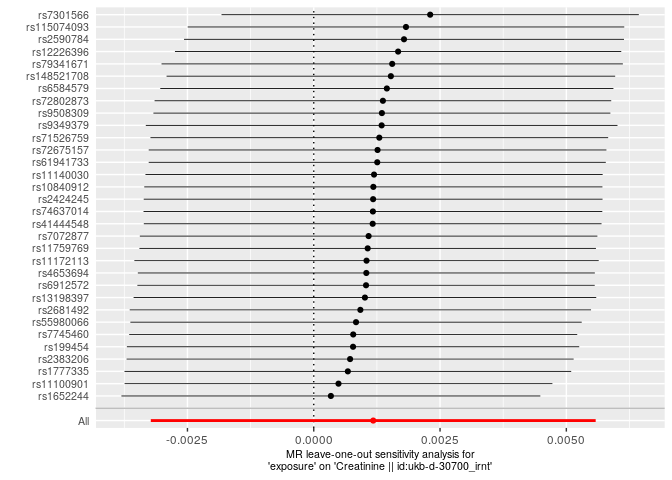 rs7301566
rs115074093
rs2590784
rs12226396
rs79341671
rs148521708
rs6584579
rs72802873
rs9508309
rs9349379
rs71526759
rs72675157
rs61941733
rs11140030
rs10840912
rs2424245
rs74637014
rs41444548
rs7072877
rs11759769
rs11172113
rs4653694
rs6912572
rs13198397
rs2681492
rs55980066
rs7745460
rs199454
rs2383206
rs1777335
rs11100901
rs1652244
All
-0.0025 0.0000 0.0025 0.0050
MR leave-one-out sensitivity analysis for
'exposure' on 'Creatinine || id:ukb-d-30700_irnt'